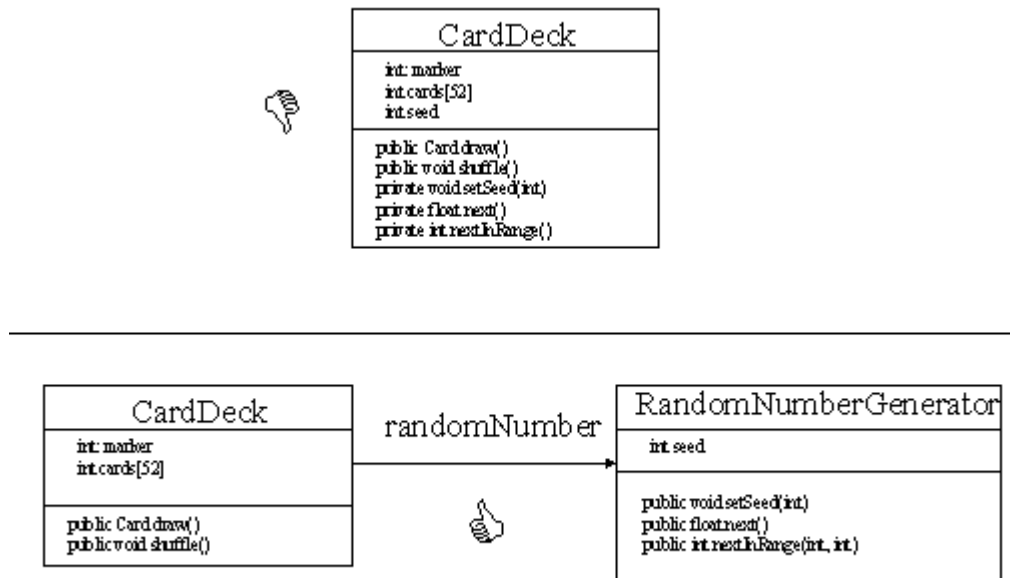 CardDeck
int marker
int cards[52]
int seed
public Card draw()
public void shuffle()
private void setSeed(int)
private float next()
private int nextInRange()
CardDeck
int marker
int cards[52]
public Card draw()
public void shuffle()
randomNumber
RandomNumberGenerator
int seed
public void setSeed(int)
public float next()
public int nextInRange(int, int)